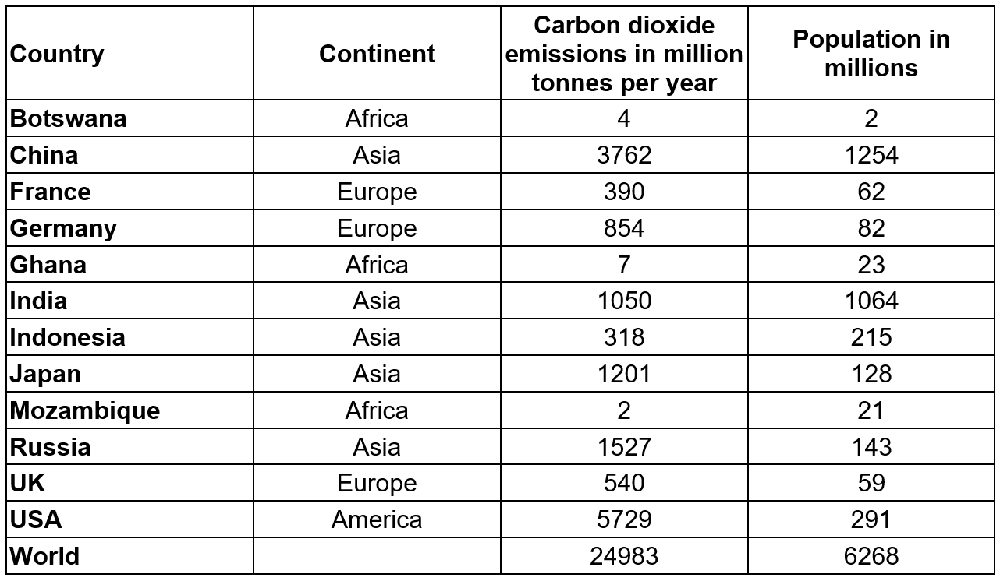 Country Continent Carbon dioxide emissions in million tonnes per year Population in millions
Botswana Africa 4 2
China Asia 3762 1254
France Europe 390 62
Germany Europe 854 82
Ghana Africa 7 23
India Asia 1050 1064
Indonesia Asia 318 215
Japan Asia 1201 128
Mozambique Africa 2 21
Russia Asia 1527 143
UK Europe 540 59
USA America 5729 291
World 24983 6268